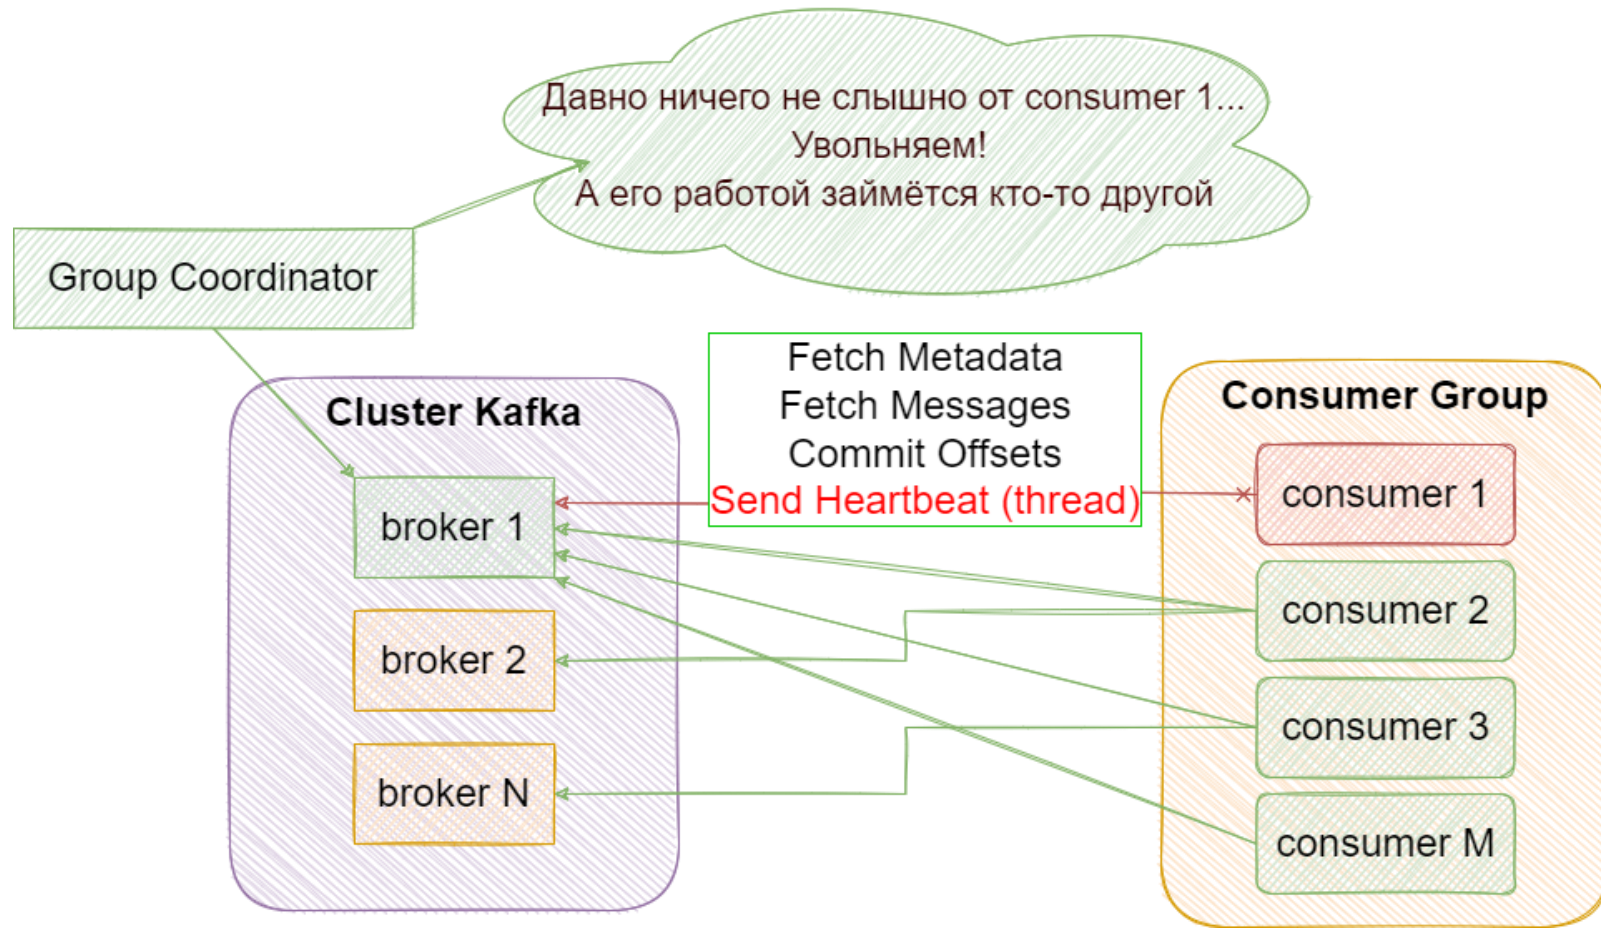 Давно ничего не слышно от consumer 1...
Увольняем!
А его работой займётся кто-то другой
Group Coordinator
Fetch Metadata
Fetch Messages
Commit Offsets
Send Heartbeat (thread)
Cluster Kafka
broker 1
broker 2
broker N
Consumer Group
consumer 1
consumer 2
consumer 3
consumer M